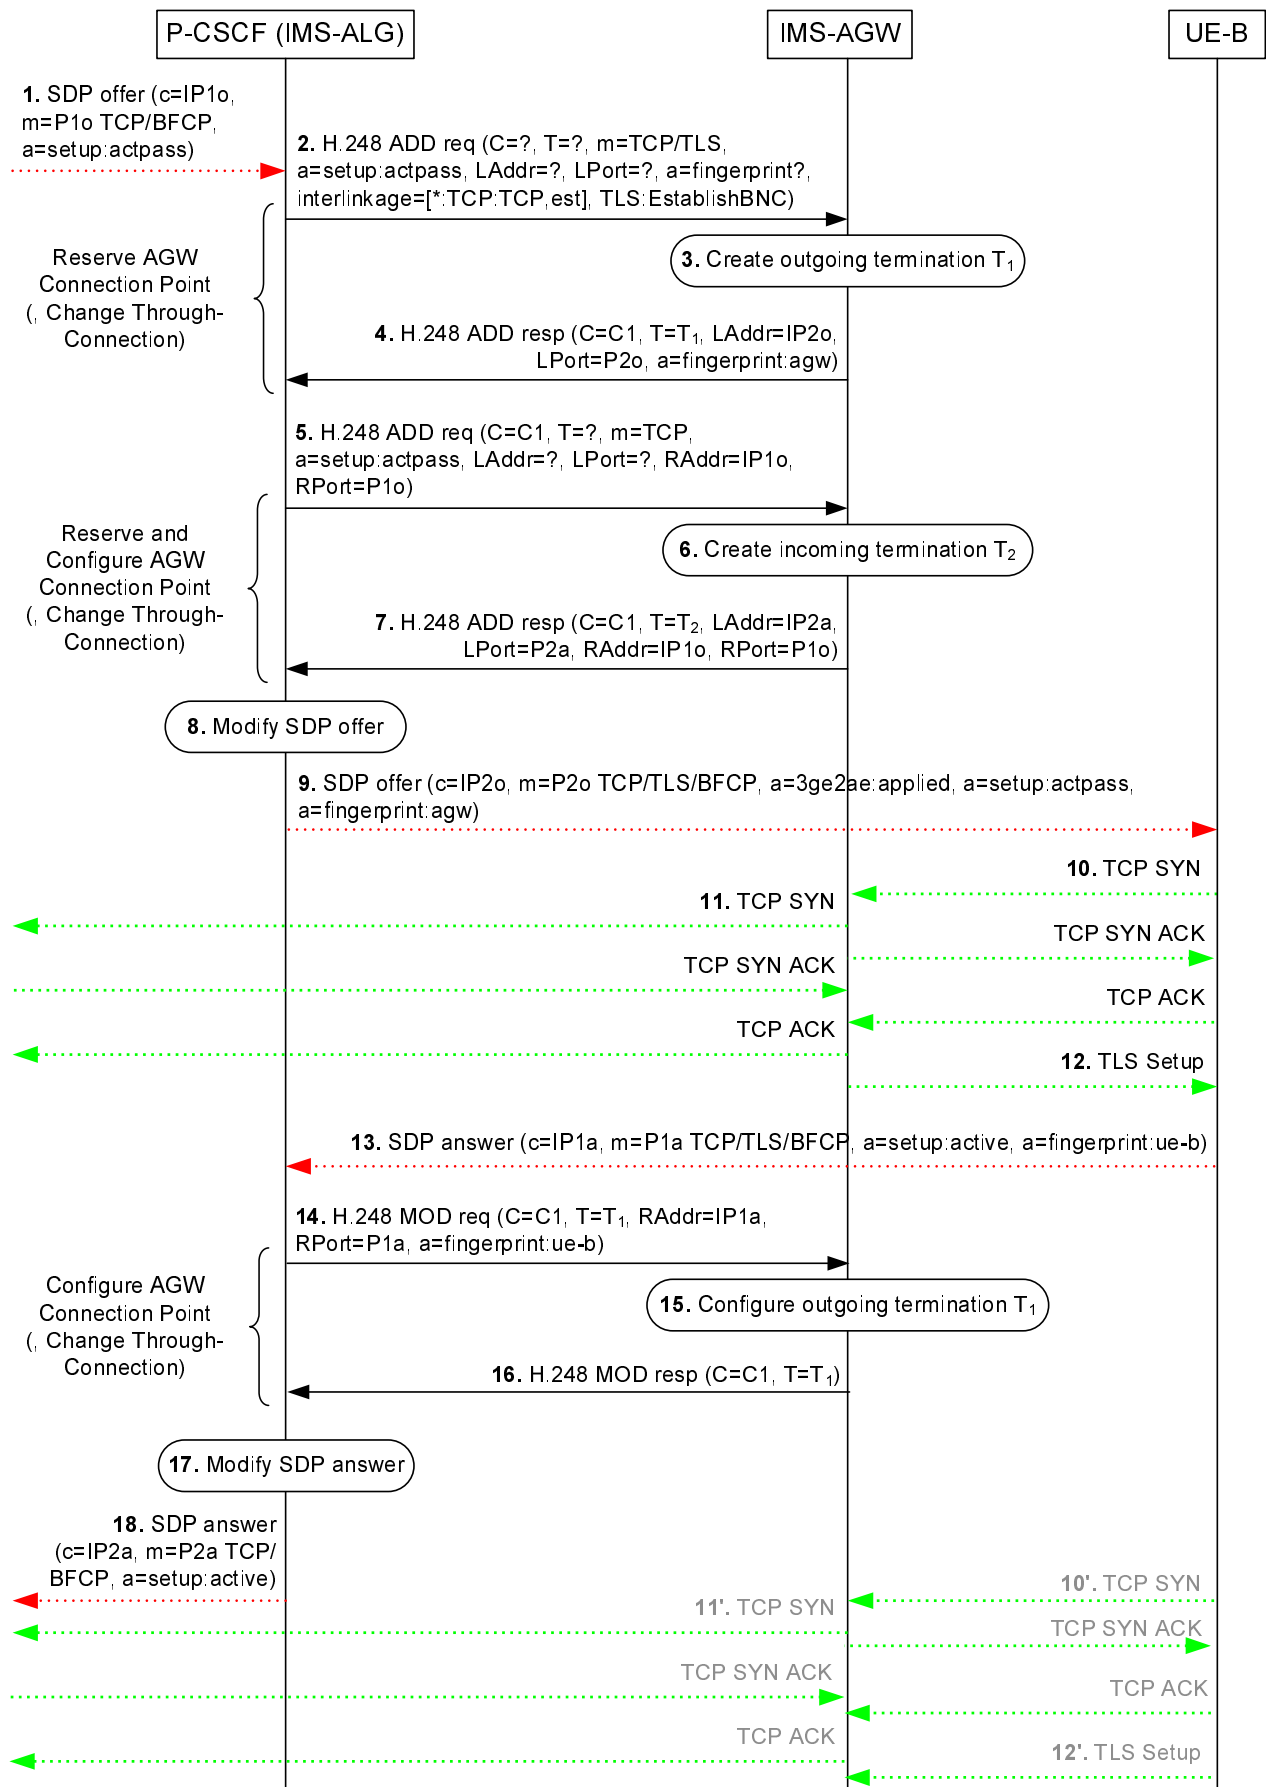 P-CSCF (IMS-ALG)
IMS-AGW
UE-B
1. SDP offer (c=IP1o,
m=P1o TCP/BFCP,
a=setup:actpass)
2. H.248 ADD req (C=?, T=?, m=TCP/TLS,
a=setup:actpass, LAddr=?, LPort=?, a=fingerprint?,
interlinkage=[*:TCP:TCP,est], TLS:EstablishBNC)
Reserve AGW
Connection Point
(, Change Through-
Connection)
3. Create outgoing termination T1
4. H.248 ADD resp (C=C1, T=T1, LAddr=IP2o,
LPort=P2o, a=fingerprint:agw)
5. H.248 ADD req (C=C1, T=?, m=TCP,
a=setup:actpass, LAddr=?, LPort=?, RAddr=IP1o,
RPort=P1o)
Reserve and
Configure AGW
Connection Point
(, Change Through-
Connection)
6. Create incoming termination T2
7. H.248 ADD resp (C=C1, T=T2, LAddr=IP2a,
LPort=P2a, RAddr=IP1o, RPort=P1o)
8. Modify SDP offer
9. SDP offer (c=IP2o, m=P2o TCP/TLS/BFCP, a=3ge2ae:applied, a=setup:actpass,
a=fingerprint:agw)
10. TCP SYN
11. TCP SYN
TCP SYN ACK
TCP SYN ACK
TCP ACK
TCP ACK
12. TLS Setup
13. SDP answer (c=IP1a, m=P1a TCP/TLS/BFCP, a=setup:active, a=fingerprint:ue-b)
14. H.248 MOD req (C=C1, T=T1, RAddr=IP1a,
RPort=P1a, a=fingerprint:ue-b)
Configure AGW
Connection Point
(, Change Through-
Connection)
15. Configure outgoing termination T1
16. H.248 MOD resp (C=C1, T=T1)
17. Modify SDP answer
18. SDP answer
(c=IP2a, m=P2a TCP/
BFCP, a=setup:active)
10'. TCP SYN
11'. TCP SYN
TCP SYN ACK
TCP SYN ACK
TCP ACK
TCP ACK
12'. TLS Setup